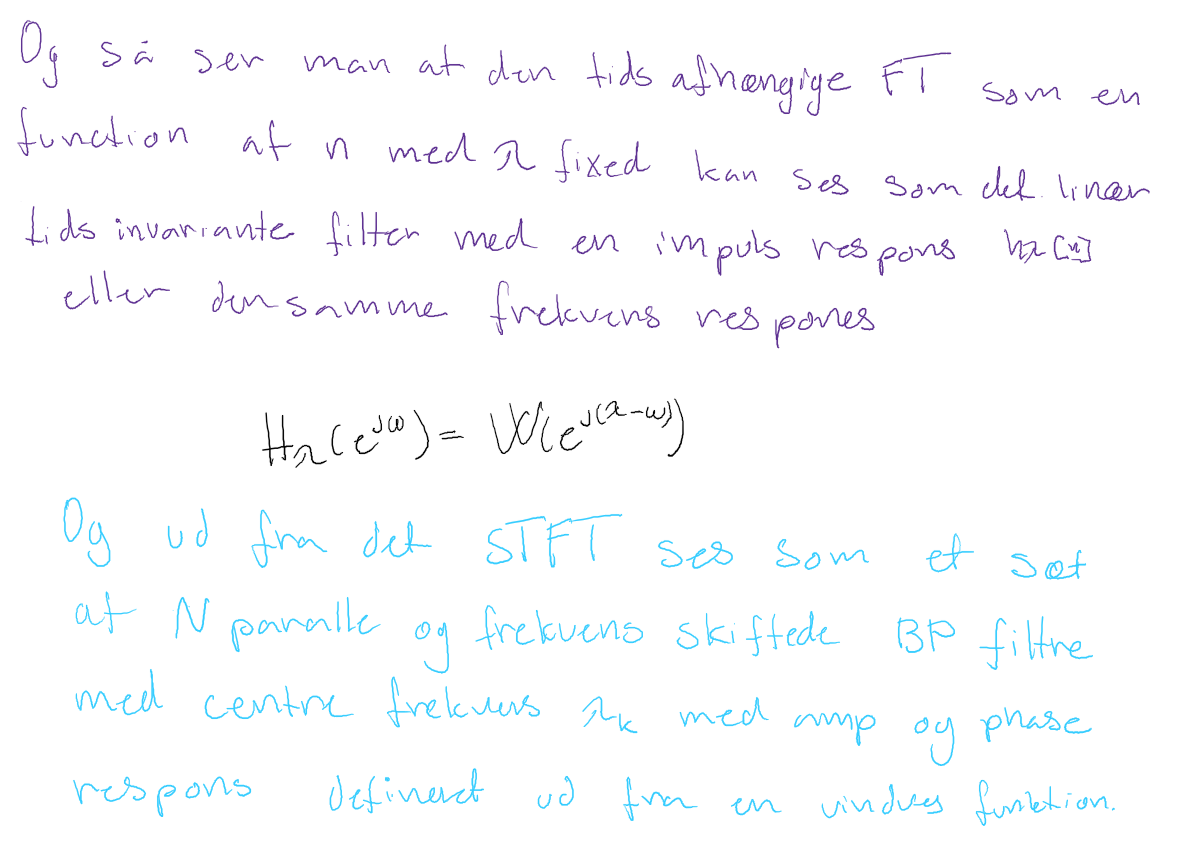 Og så ser man at den tids afhængige FT som en
function af n med λ fixed kan ses som det linær
tids invariante filter med en impuls respons hλ[n]
eller den samme frekvens respones
Hλ(e^jω) = W(e^j(λ-ω))
Og ud fra det STFT ses som et sæt
af N paralle og frekvens skiftede BP filtre
med centre frekvens λk med amp og phase
respons defineret ud fra en vindues funktion.